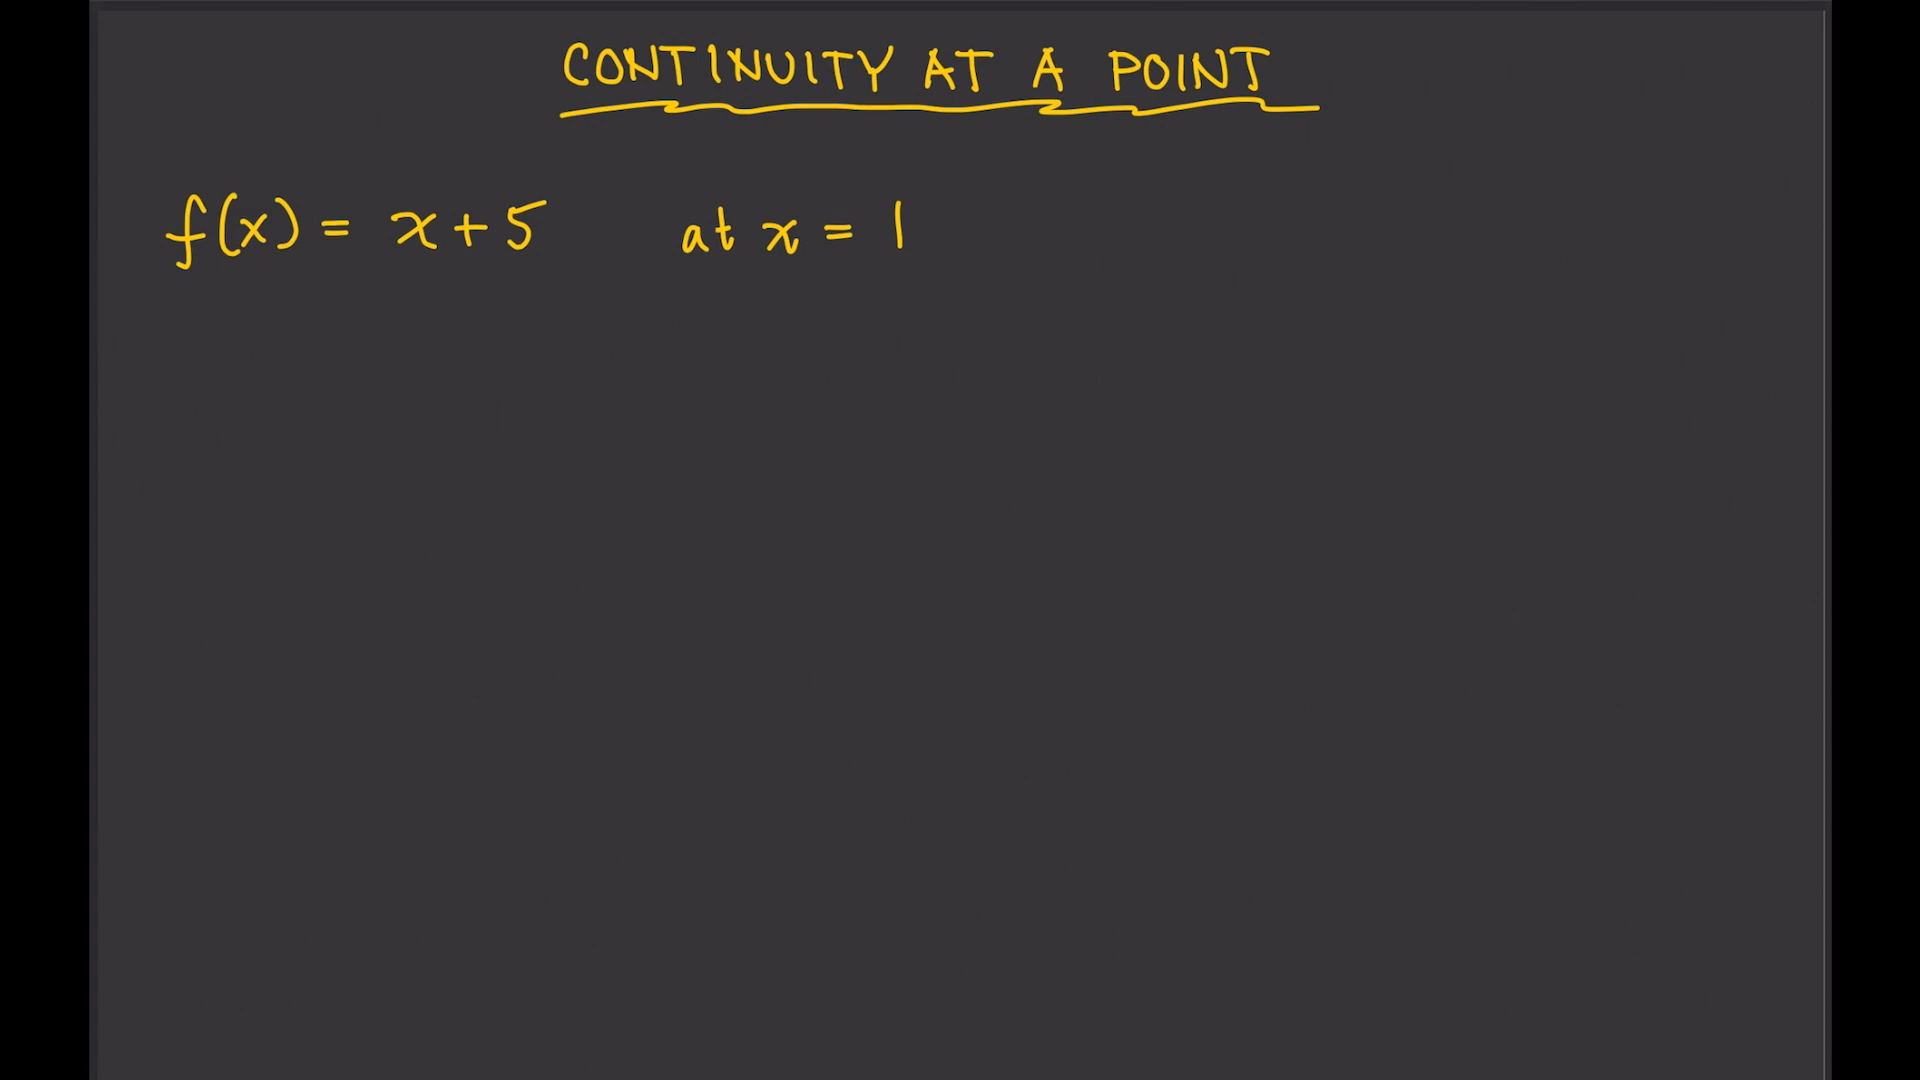 CONTINUITY AT A POINT
f(x) = x + 5 at x = 1